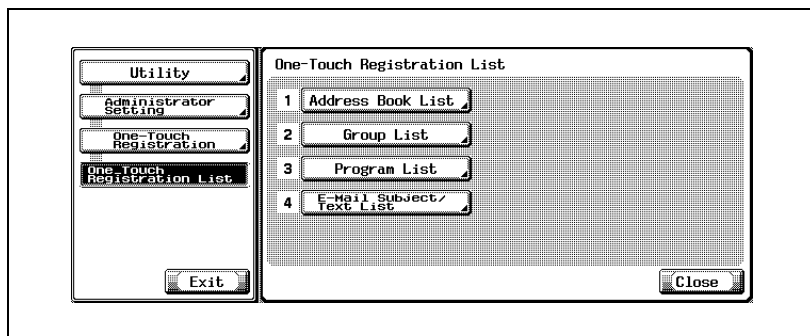 Utility
Administrator
Setting
One-Touch
Registration
One-Touch
Registration List
Exit
One-Touch Registration List
1 Address Book List
2 Group List
3 Program List
4 E-Mail Subject/
Text List
Close